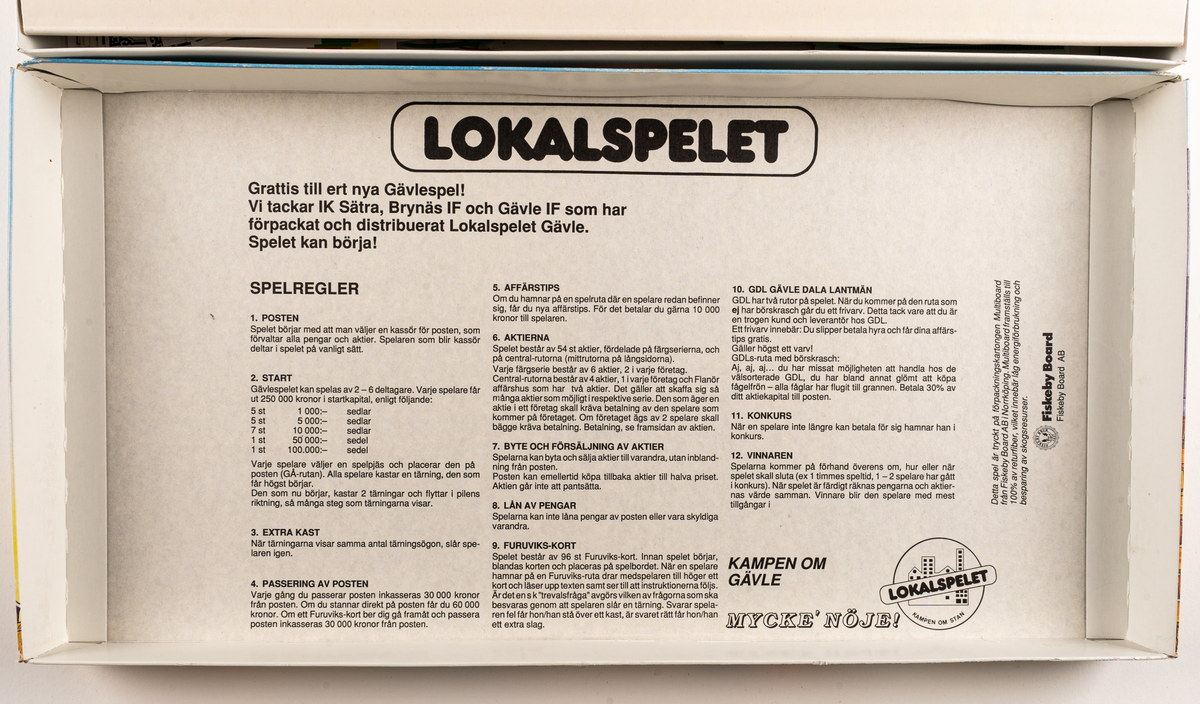 LOKALSPELET
Grattis till ert nya Gävlespel!
Vi tackar IK Sätra, Brynäs IF och Gävle IF som har
förpackat och distribuerat Lokalspelet Gävle.
Spelet kan börja!
SPELREGLER
1. POSTEN
Spelet börjar med att man väljer en kassör för posten, som
förvaltar alla pengar och aktier. Spelaren som blir kassör
deltar i spelet på vanligt sätt.
2. START
Gävlespelet kan spelas av 2 – 6 deltagare. Varje spelare får
ut 250 000 kronor i startkapital, enligt följande:
5 st 1 000:– sedlar
5 st 5 000:– sedlar
7 st 10 000:– sedlar
1 st 50 000:– sedel
1 st 100.000:– sedel
Varje spelare väljer en spelpjäs och placerar den på
posten (GÅ-rutan). Alla spelare kastar en tärning, den som
får högst börjar.
Den som nu börjar, kastar 2 tärningar och flyttar i pilens
riktning, så många steg som tärningarna visar.
3. EXTRA KAST
När tärningarna visar samma antal tärningsögon, slår spe-
laren igen.
4. PASSERING AV POSTEN
Varje gång du passerar posten inkasseras 30 000 kronor
från posten. Om du stannar direkt på posten får du 60 000
kronor. Om ett Furuviks-kort ber dig gå framåt och passera
posten inkasseras 30 000 kronor från posten.
5. AFFÄRSTIPS
Om du hamnar på en spelruta där en spelare redan befinner
sig, får du nya affärstips. För det betalar du gärna 10 000
kronor till spelaren.
6. AKTIERNA
Spelet består av 54 st aktier, fördelade på färgserierna, och
på central-rutorna (mittrutorna på långsidorna).
Varje färgserie består av 6 aktier, 2 i varje företag.
Central-rutorna består av 4 aktier, 1 i varje företag och Flanör
affärshus som har två aktier. Det gäller att skaffa sig så
många aktier som möjligt i respektive serie. Den som äger en
aktie i ett företag skall kräva betalning av den spelare som
kommer på företaget. Om företaget ägs av 2 spelare skall
bägge kräva betalning. Betalning, se framsidan av aktien.
7. BYTE OCH FÖRSÄLJNING AV AKTIER
Spelarna kan byta och sälja aktier till varandra, utan inbland-
ning från posten.
Posten kan emellertid köpa tillbaka aktier till halva priset.
Aktien går inte att pantsätta.
8. LÅN AV PENGAR
Spelarna kan inte låna pengar av posten eller vara skyldiga
varandra.
9. FURUVIKS-KORT
Spelet består av 96 st Furuviks-kort. Innan spelet börjar,
blandas korten och placeras på spelbordet. När en spelare
hamnar på en Furuviks-ruta drar medspelaren till höger ett
kort och läser upp texten samt ser till att instruktionerna följs.
Är det en s k "trevalsfråga" avgörs vilken av frågorna som ska
besvaras genom att spelaren slår en tärning. Svarar spela-
ren fel får hon/han stå över ett kast, är svaret rätt får hon/han
ett extra slag.
10. GDL GÄVLE DALA LANTMÄN
GDL har två rutor på spelet. När du kommer på den ruta som
ej har börskrasch går du ett frivarv. Detta tack vare att du är
en trogen kund och leverantör hos GDL.
Ett frivarv innebär: Du slipper betala hyra och får dina affärs-
tips gratis.
Gäller högst ett varv!
GDLs-ruta med börskrasch:
Aj, aj, aj... du har missat möjligheten att handla hos de
välsorterade GDL, du har bland annat glömt att köpa
fågelfrön – alla fåglar har flugit till grannen. Betala 30% av
ditt aktiekapital till posten.
11. KONKURS
När en spelare inte längre kan betala för sig hamnar han i
konkurs.
12. VINNAREN
Spelarna kommer på förhand överens om, hur eller när
spelet skall sluta (ex 1 timmes speltid, 1 – 2 spelare har gått
i konkurs). När spelet är färdigt räknas pengarna och aktier-
nas värde samman. Vinnare blir den spelare med mest
tillgångar i
KAMPEN OM
GÄVLE
MYCKE' NÖJE!
LOKALSPELET
KAMPEN OM STAN
Detta spel är tryckt på förpackningskartongen Multiboard
från Fiskeby Board AB i Norrköping. Multiboard framställs till
100% av returfiber, vilket innebär låg energiförbrukning och
besparing av skogsresurser.
Fiskeby Board
Fiskeby Board AB